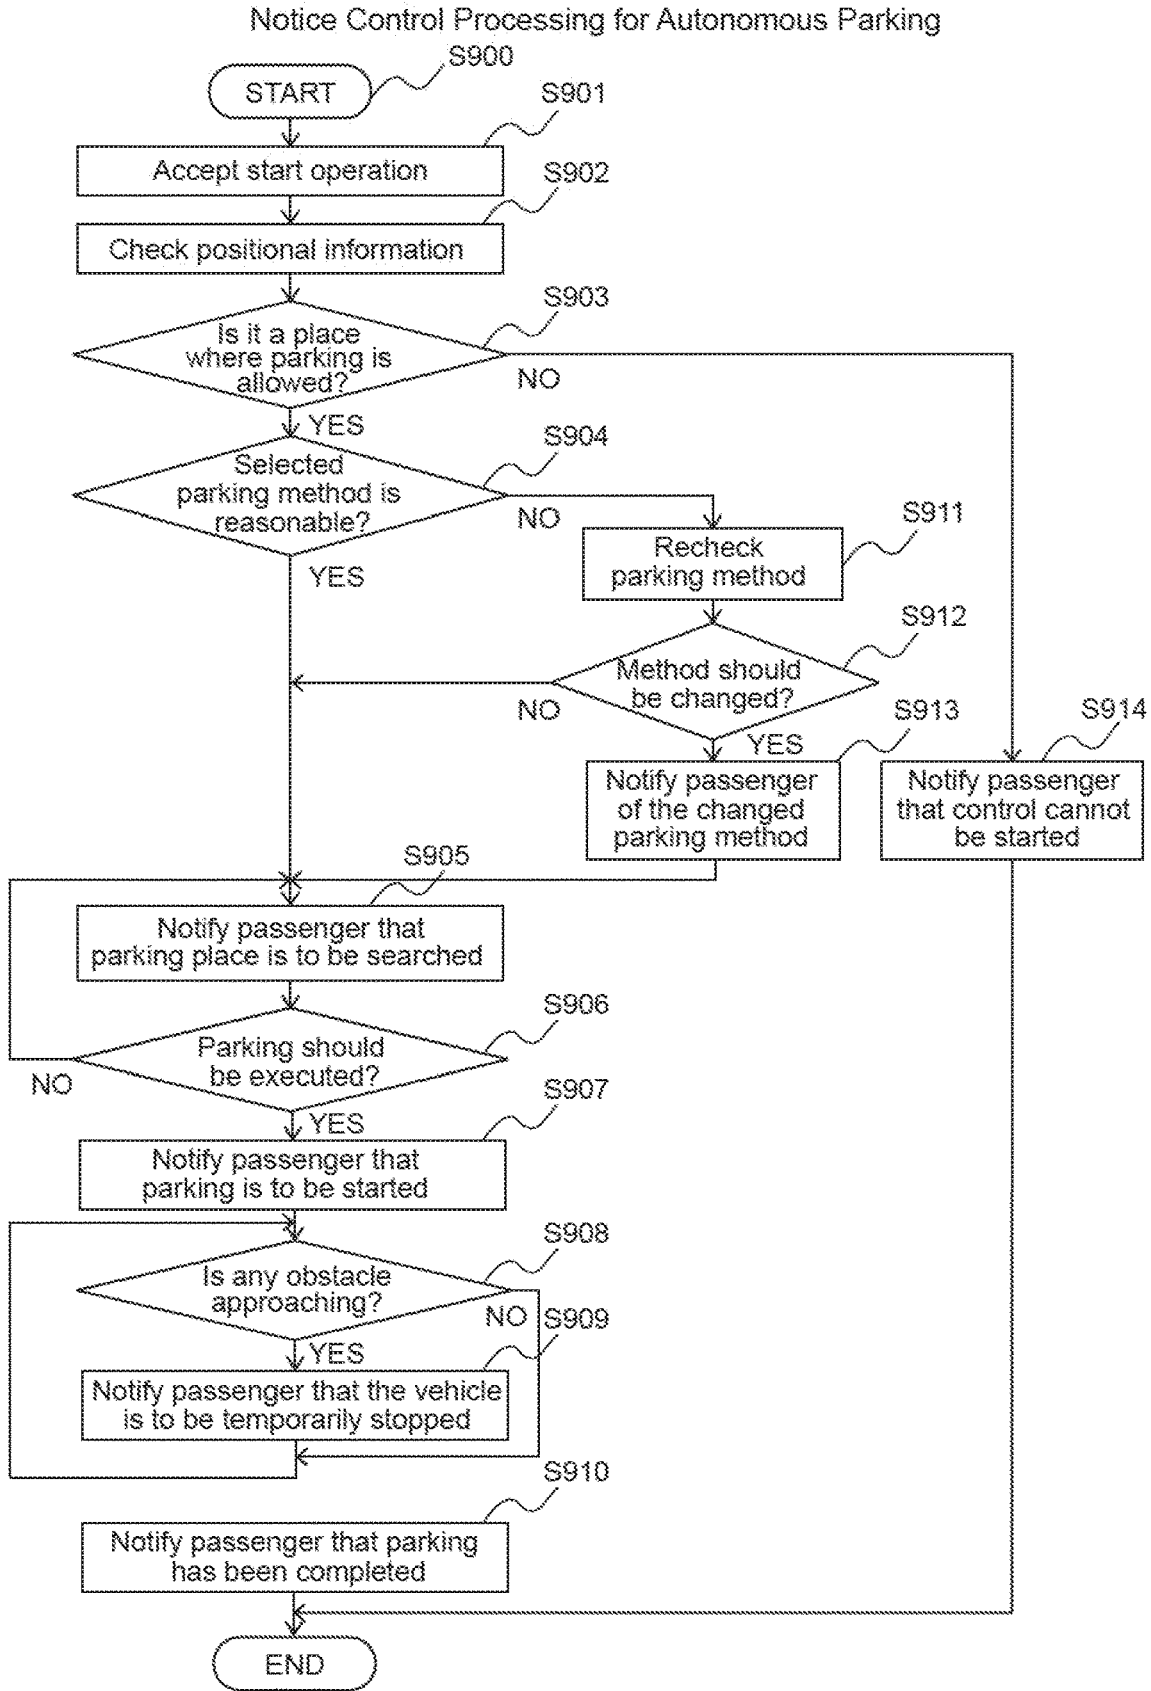 Notice Control Processing for Autonomous Parking
S900
START
S901
Accept start operation
S902
Check positional information
S903
Is it a place
where parking is
allowed?
NO
YES
S904
Selected
parking method is
reasonable?
NO
YES
S911
Recheck
parking method
S912
Method should
be changed?
NO
YES
S913
Notify passenger
of the changed
parking method
S914
Notify passenger
that control cannot
be started
S905
Notify passenger that
parking place is to be searched
S906
Parking should
be executed?
NO
YES
S907
Notify passenger that
parking is to be started
S908
Is any obstacle
approaching?
NO
YES
S909
Notify passenger that the vehicle
is to be temporarily stopped
S910
Notify passenger that parking
has been completed
END